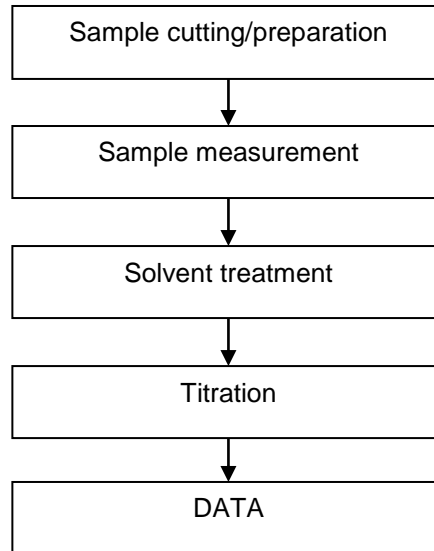 Sample cutting/preparation
Sample measurement
Solvent treatment
Titration
DATA